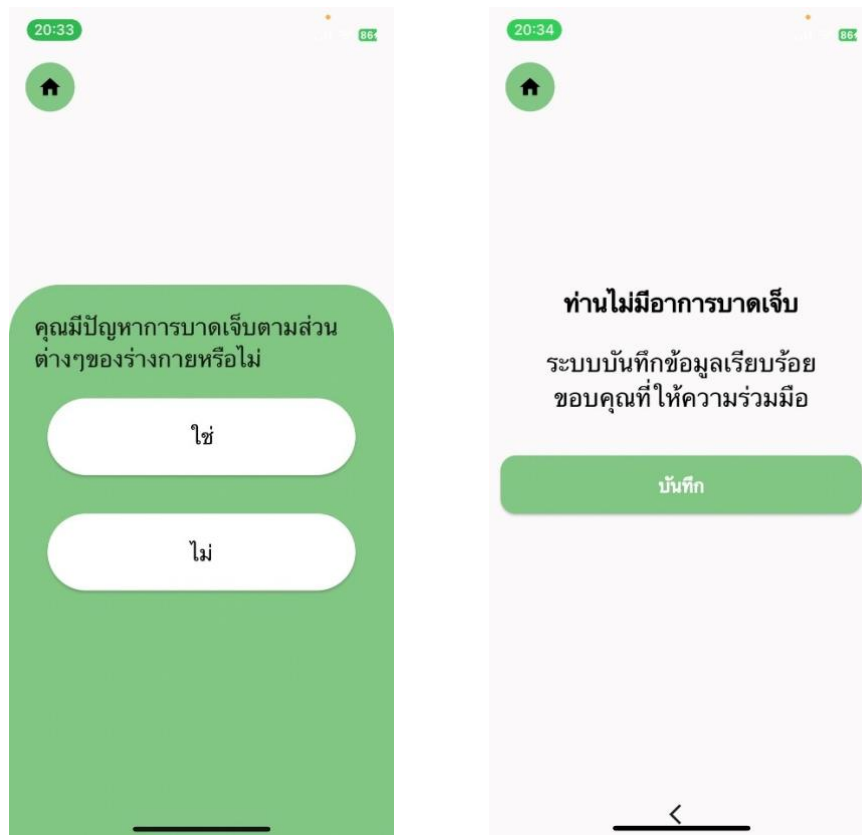 20:33
86
คุณมีปัญหาการบาดเจ็บตามส่วน
ต่างๆของร่างกายหรือไม่
ใช่
ไม่
20:34
86
ท่านไม่มีอาการบาดเจ็บ
ระบบบันทึกข้อมูลเรียบร้อย
ขอบคุณที่ให้ความร่วมมือ
บันทึก